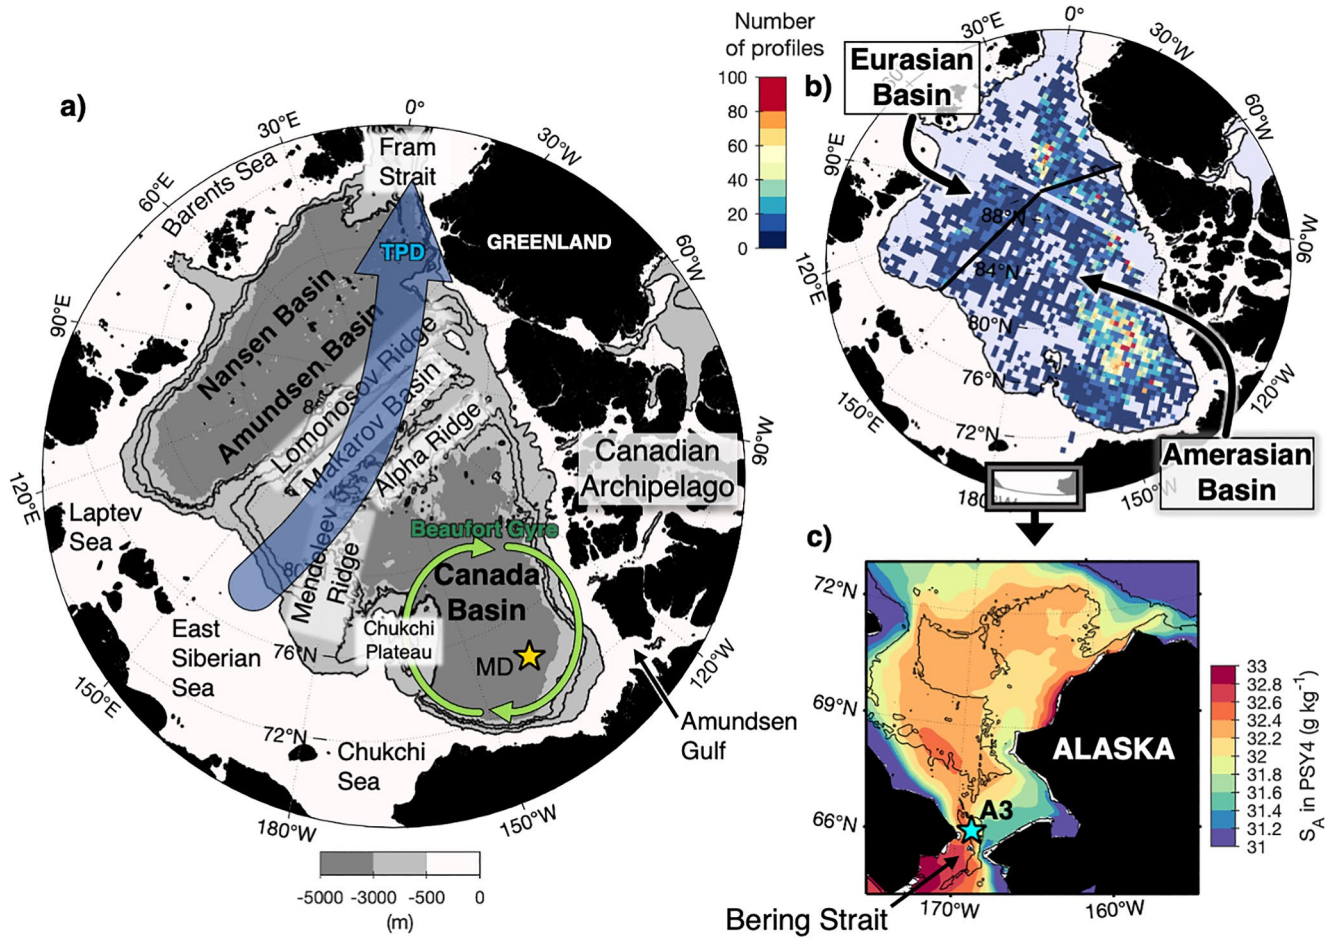 a)
0°
30°E
30°W
60°E
60°W
90°E
90°W
120°E
120°W
150°E
150°W
180°W
Barents Sea
Fram
Strait
GREENLAND
TPD
Nansen Basin
Amundsen Basin
Lomonosov Ridge
Makarov Basin
Alpha Ridge
Mendeleev
Ridge
Canadian
Archipelago
Beaufort Gyre
Canada
Basin
Chukchi
Plateau
MD
Laptev
Sea
East
Siberian
Sea
80°
76°N
72°N
Chukchi
Sea
Amundsen
Gulf
-5000 -3000 -500 0
(m)
Number
of profiles
100
80
60
40
20
0
b)
Eurasian
Basin
30°E
0°
30°W
60°W
90°E
90°W
120°E
120°W
150°E
150°W
88°N
84°N
80°N
76°N
72°N
Amerasian
Basin
c)
72°N
69°N
66°N
170°W
160°W
ALASKA
A3
Bering Strait
33
32.8
32.6
32.4
32.2
32
31.8
31.6
31.4
31.2
31
S_A in PSY4 (g kg⁻¹)